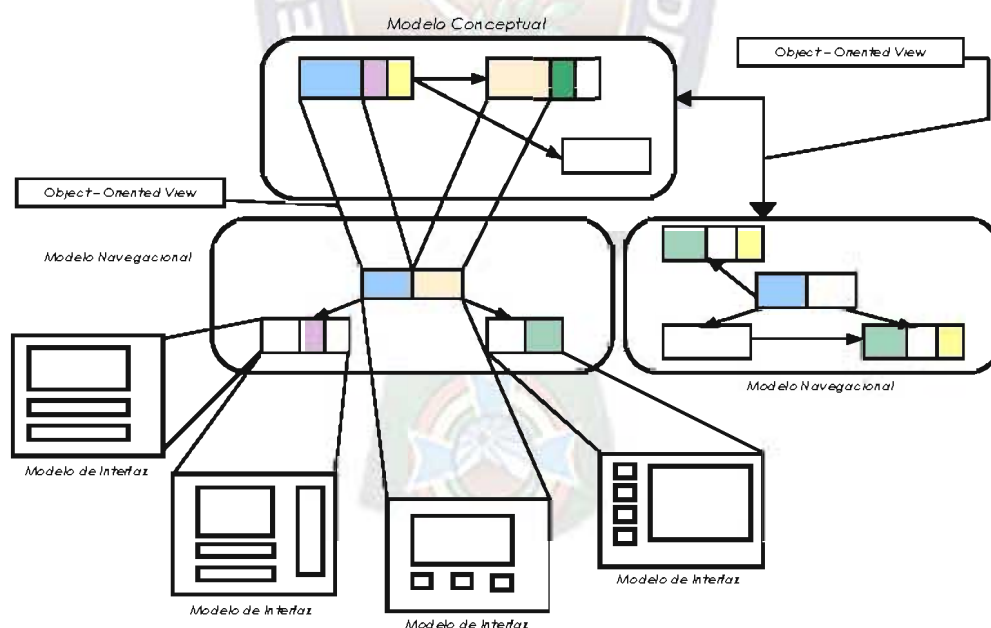 Modelo Conceptual
Object-Oriented View
Object-Oriented View
Modelo Navegacional
Modelo Navegacional
Modelo de Interfaz
Modelo de Interfaz
Modelo de Interfaz
Modelo de Interfaz